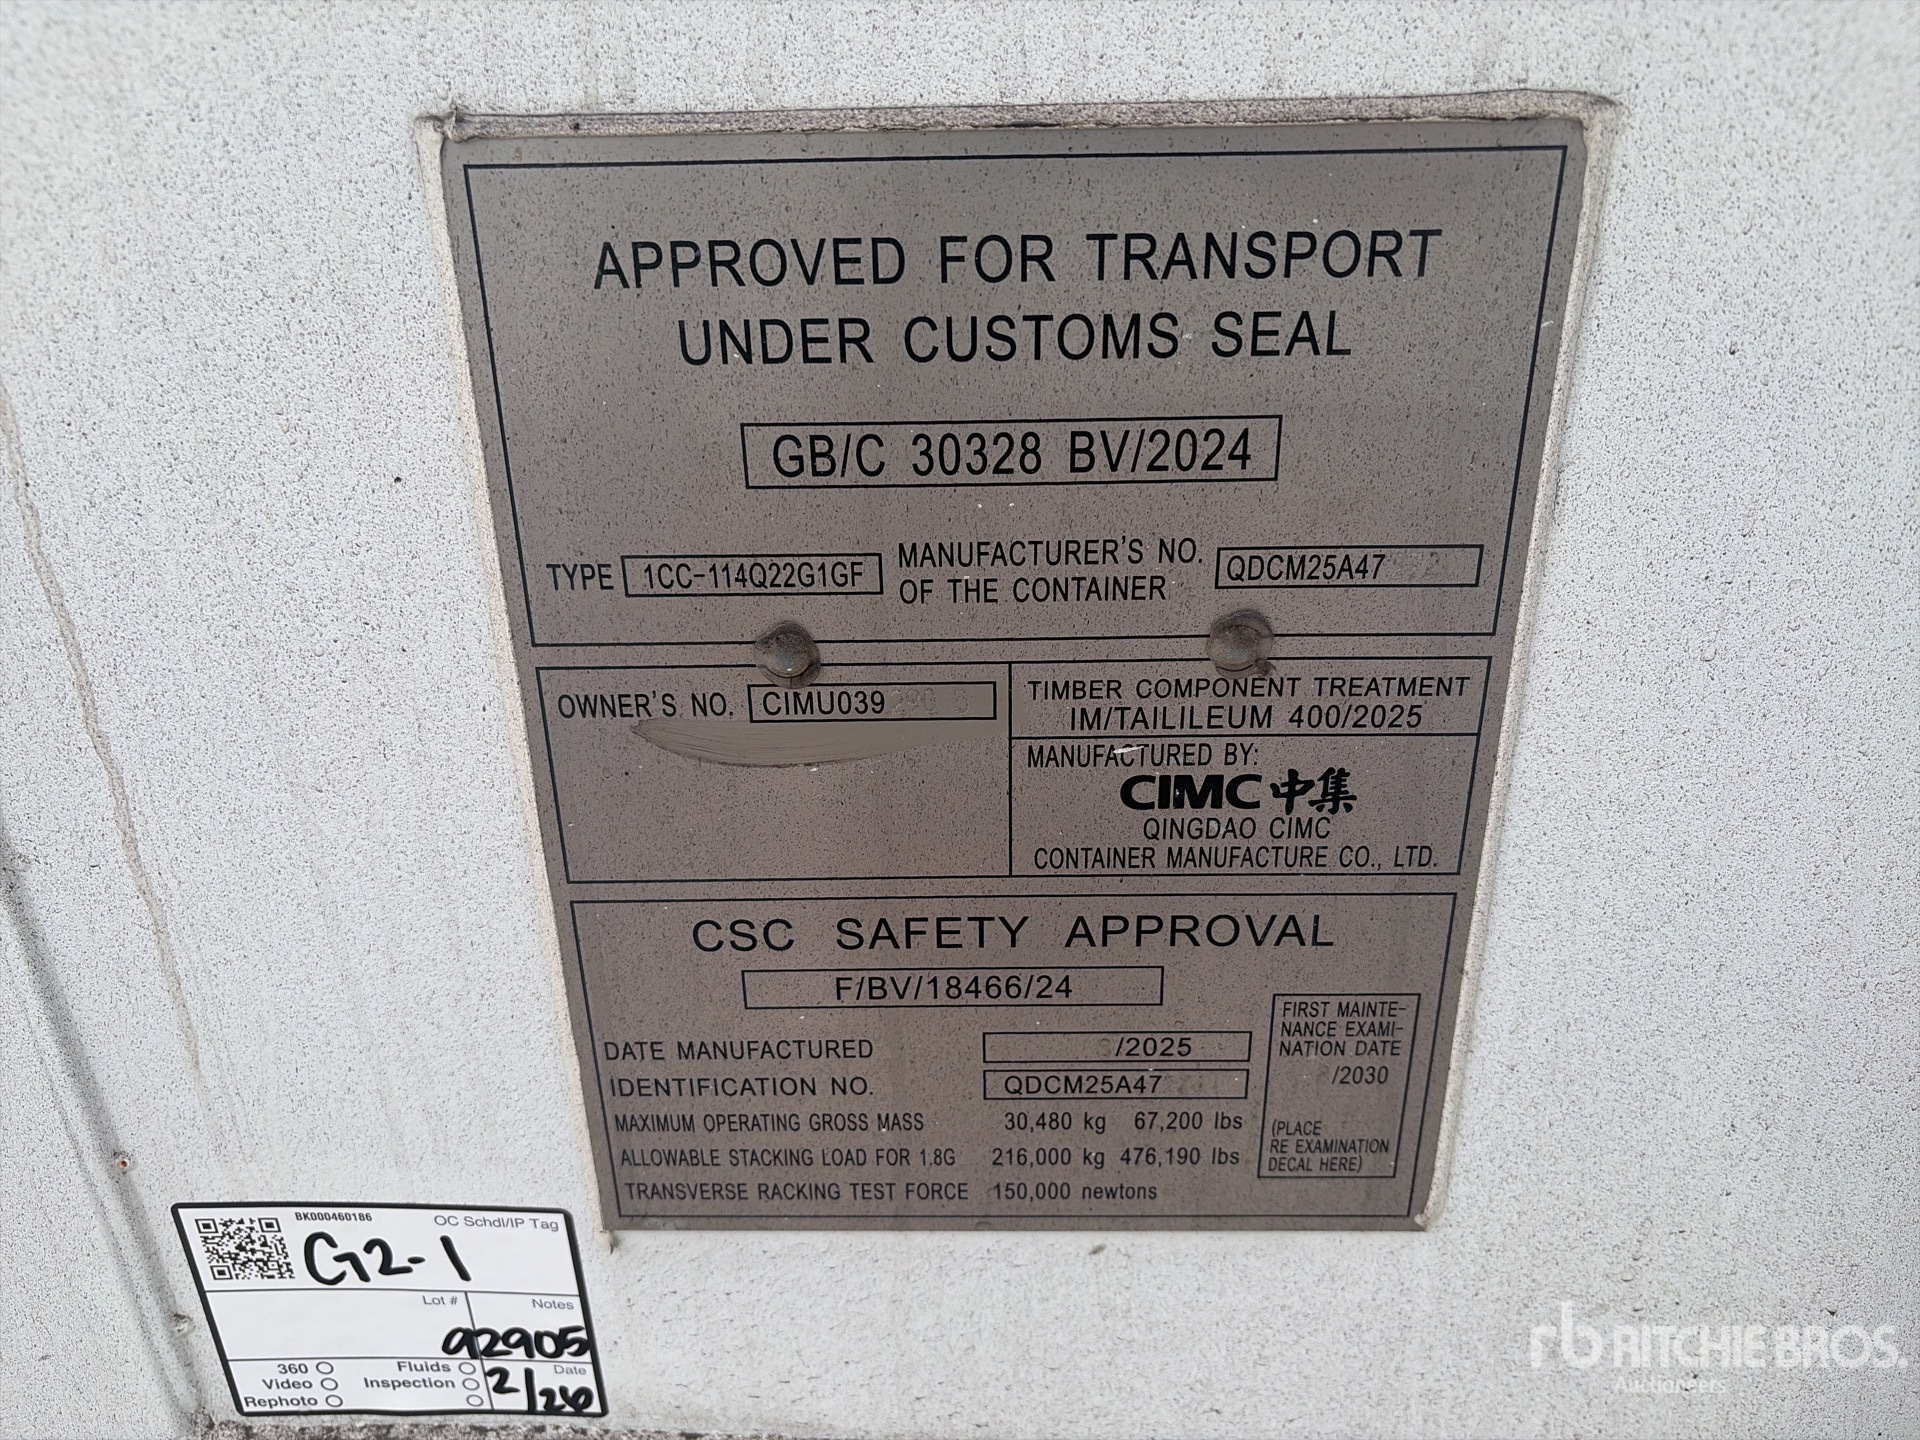 APPROVED FOR TRANSPORT
UNDER CUSTOMS SEAL
GB/C 30328 BV/2024
TYPE 1CC-114Q22G1GF
MANUFACTURER'S NO.
OF THE CONTAINER
QDCM25A47
OWNER'S NO. CIMU039
TIMBER COMPONENT TREATMENT
IM/TAILILEUM 400/2025
MANUFACTURED BY:
CIMC 中集
QINGDAO CIMC
CONTAINER MANUFACTURE CO., LTD.
CSC SAFETY APPROVAL
F/BV/18466/24
DATE MANUFACTURED /2025
IDENTIFICATION NO. QDCM25A47
MAXIMUM OPERATING GROSS MASS 30,480 kg 67,200 lbs
ALLOWABLE STACKING LOAD FOR 1.8G 216,000 kg 476,190 lbs
TRANSVERSE RACKING TEST FORCE 150,000 newtons
FIRST MAINTE-
NANCE EXAMI-
NATION DATE
/2030
(PLACE
RE EXAMINATION
DECAL HERE)
BK000460186 OC Schdl/IP Tag
G2-1
Lot # Notes
92905
360 Fluids Date
Video Inspection 2/26
Rephoto
rb RITCHIE BROS.
Auctioneers